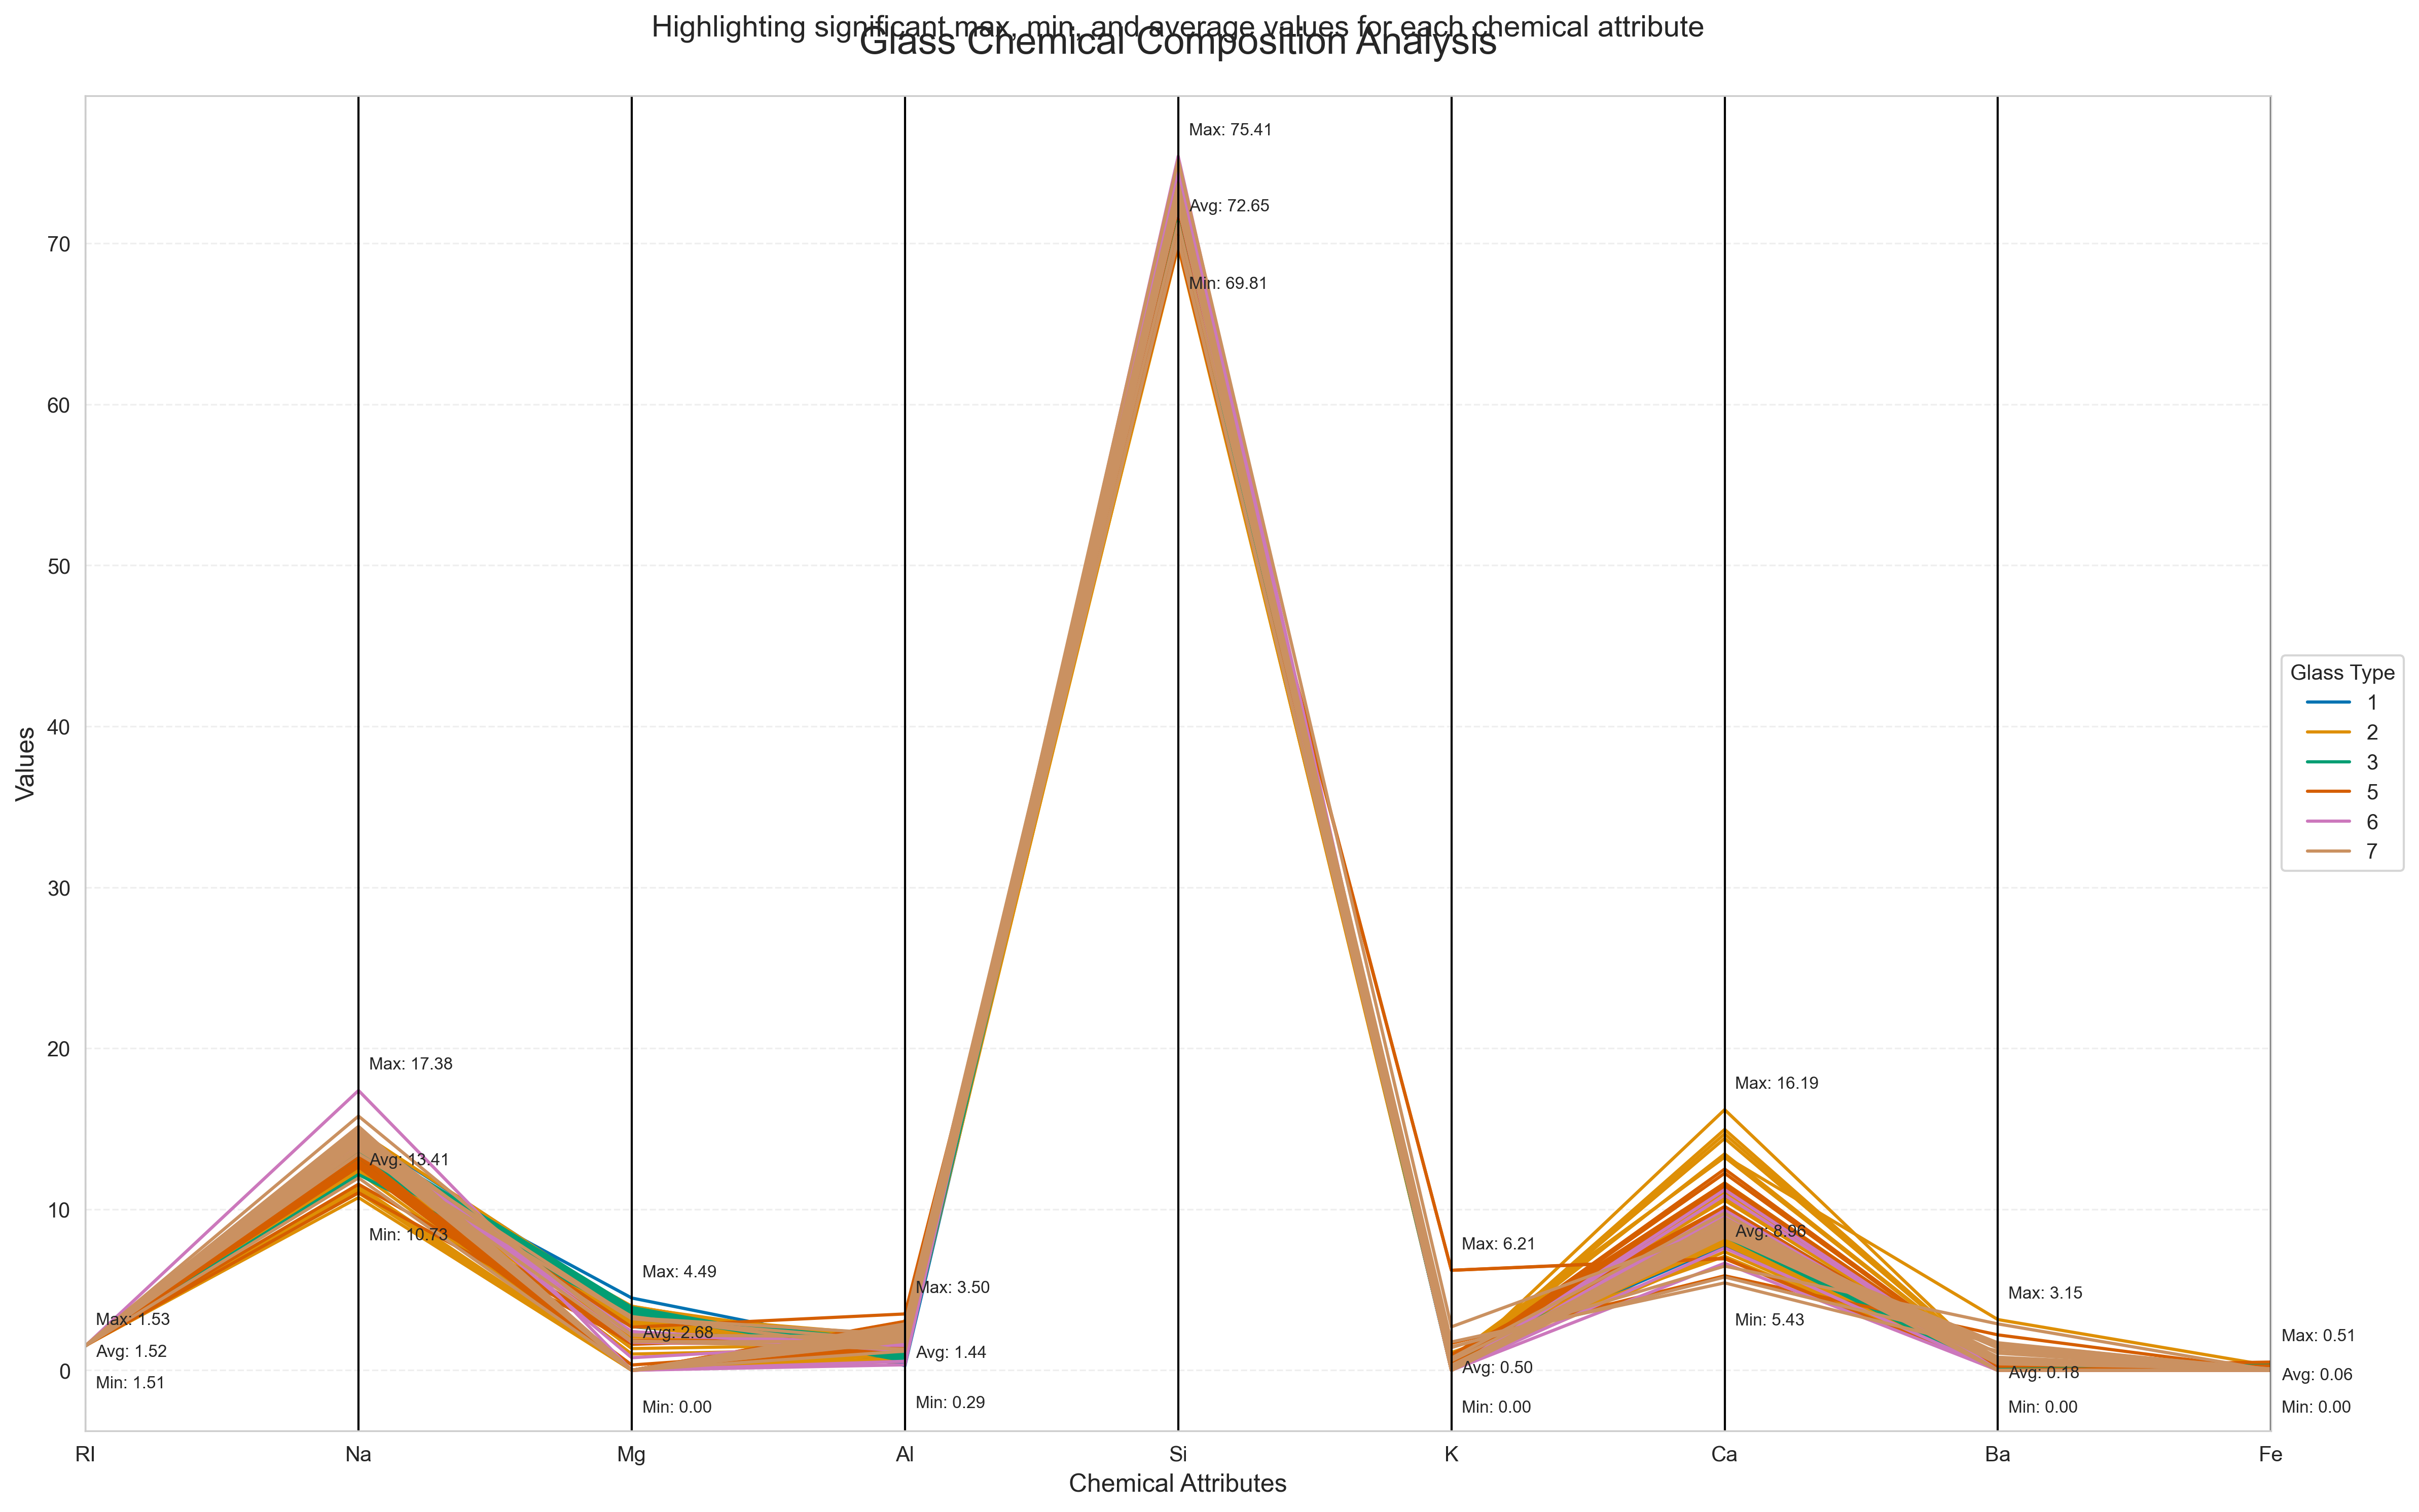 Highlighting significant max, min, and average values for each chemical attribute
Glass Chemical Composition Analysis
Max: 75.41
Avg: 72.65
70
Min: 69.81
60
50
40
30
20
10
0
Values
Glass Type
1
2
3
5
6
7
Max: 17.38
Avg: 13.41
Min: 10.73
Max: 16.19
Avg: 8.96
Min: 5.43
Max: 1.53
Avg: 1.52
Min: 1.51
Max: 4.49
Avg: 2.68
Min: 0.00
Max: 3.50
Avg: 1.44
Min: 0.29
Max: 6.21
Avg: 0.50
Min: 0.00
Max: 3.15
Avg: 0.18
Min: 0.00
Max: 0.51
Avg: 0.06
Min: 0.00
RI Na Mg Al Si K Ca Ba Fe
Chemical Attributes